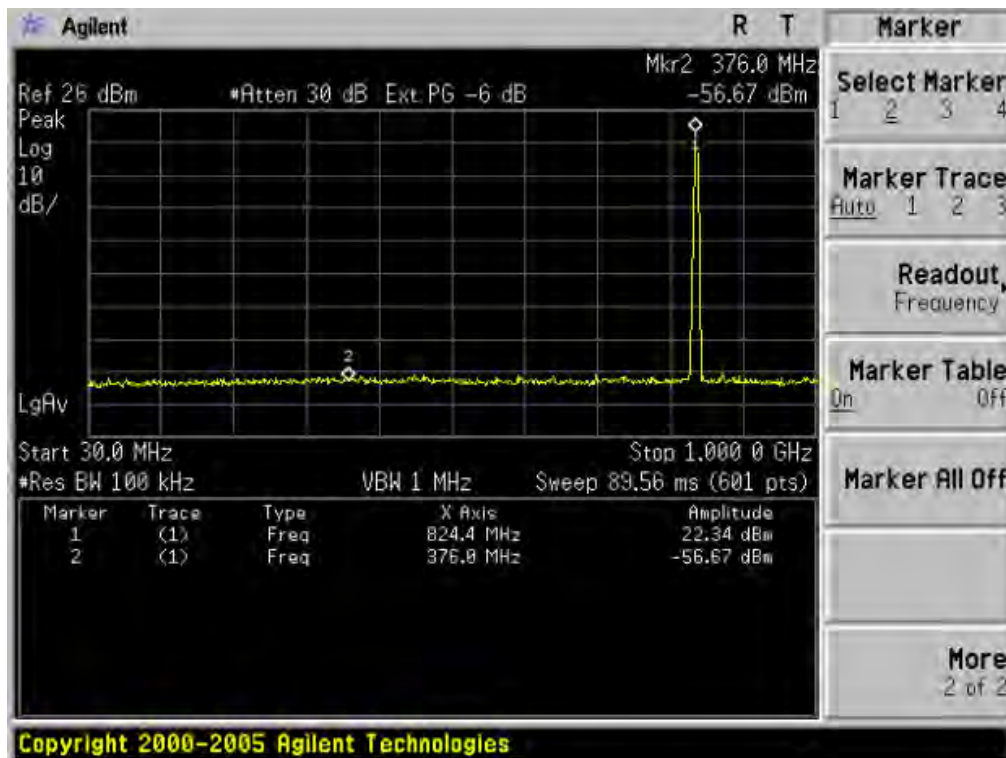 Agilent R T Marker
Mkr2 376.0 MHz
Ref 26 dBm #Atten 30 dB Ext PG -6 dB -56.67 dBm
Peak
Log
10
dB/
1
2
LgAv
Start 30.0 MHz Stop 1.000 0 GHz
#Res BW 100 kHz VBW 1 MHz Sweep 89.56 ms (601 pts)
Marker Trace Type X Axis Amplitude
1 (1) Freq 824.4 MHz 22.34 dBm
2 (1) Freq 376.0 MHz -56.67 dBm
Select Marker
1 2 3 4
Marker Trace
Auto 1 2 3
Readout
Frequency
Marker Table
On Off
Marker All Off
More
2 of 2
Copyright 2000-2005 Agilent Technologies